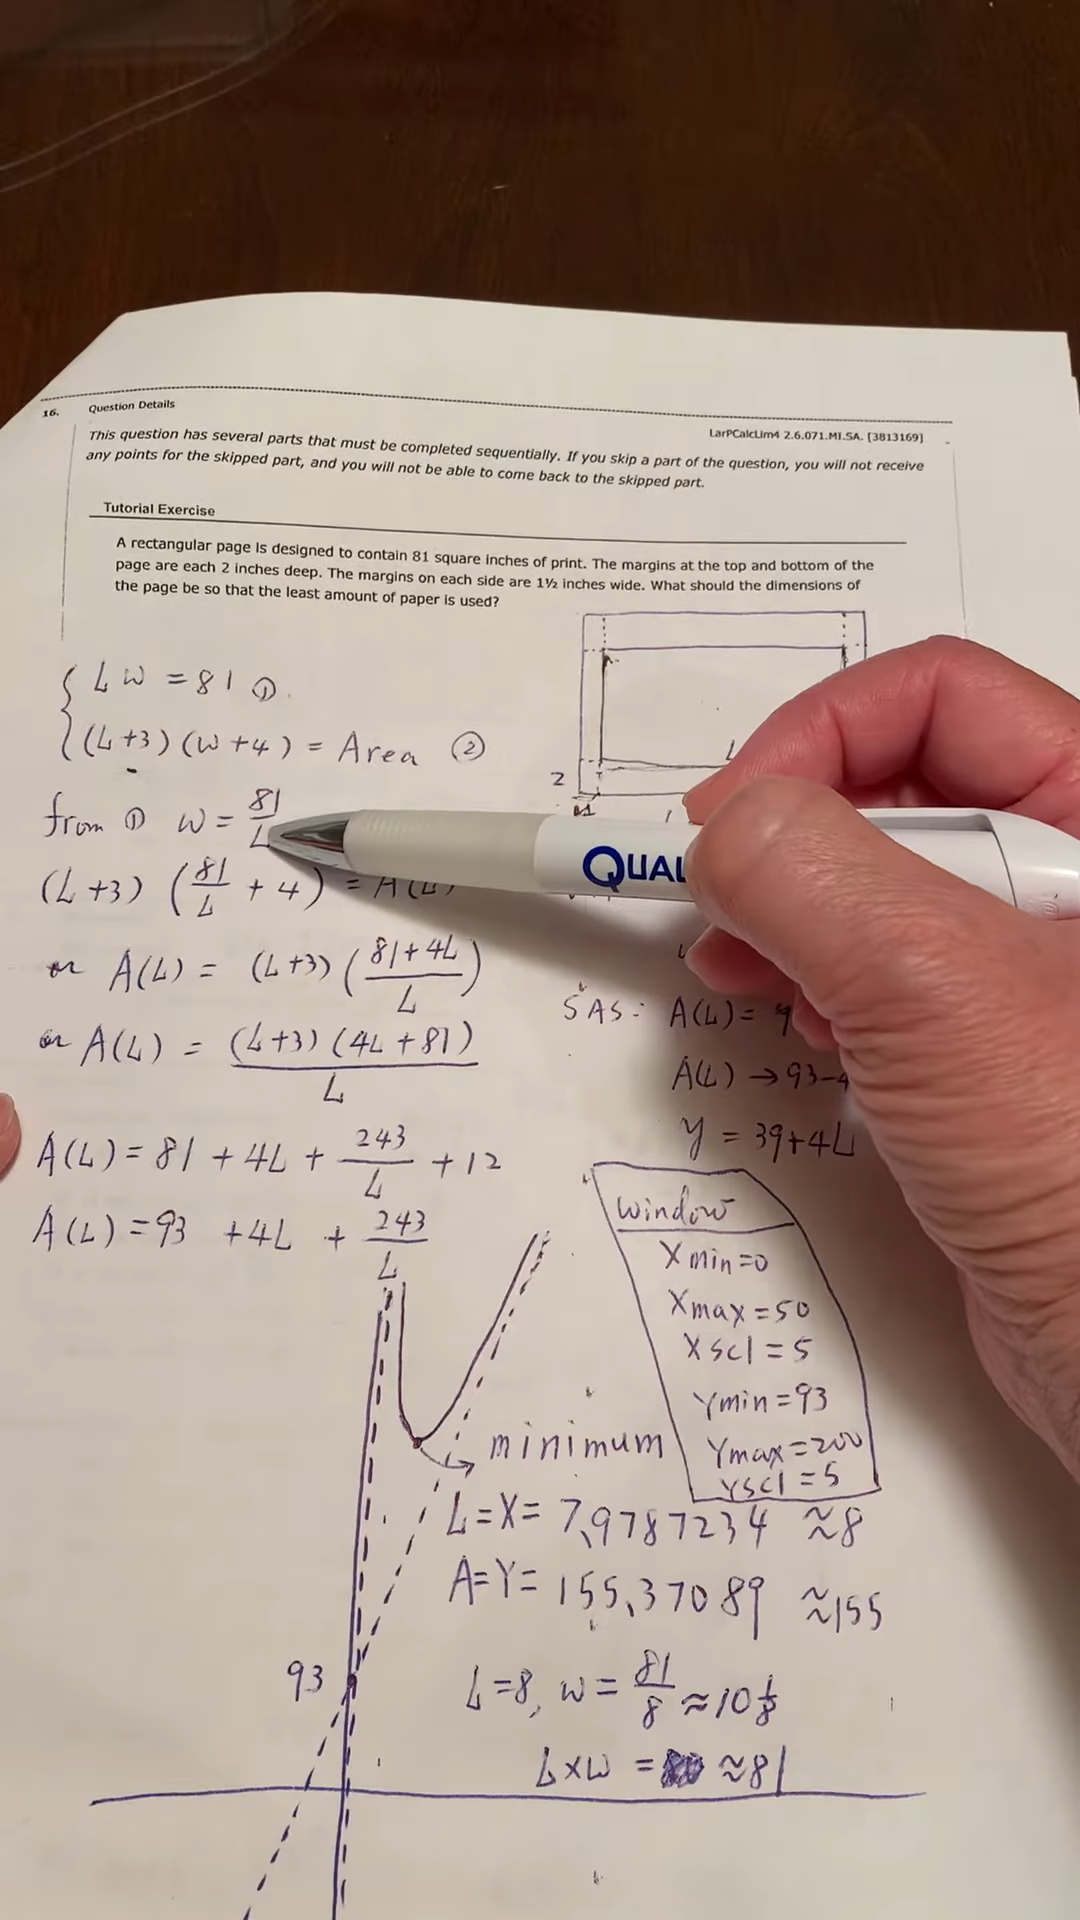 16. Question Details
LarPCalcLim4 2.6.071.MI.SA. [3813169]
This question has several parts that must be completed sequentially. If you skip a part of the question, you will not receive
any points for the skipped part, and you will not be able to come back to the skipped part.
Tutorial Exercise
A rectangular page is designed to contain 81 square inches of print. The margins at the top and bottom of the
page are each 2 inches deep. The margins on each side are 1½ inches wide. What should the dimensions of
the page be so that the least amount of paper is used?
L W = 81 ①
(L+3)(W+4) = Area ②
2
from ① W = 81/L
QUAL
(L+3) (81/L + 4) = A(L)
or A(L) = (L+3) (81+4L / L)
or A(L) = (L+3)(4L+81) / L
A(L) = 81 + 4L + 243/L + 12
A(L) = 93 + 4L + 243/L
SAS: A(L) = 9
A(L) → 93-4
y = 39+4L
Window
Xmin=0
Xmax=50
Xscl=5
Ymin=93
Ymax=200
Yscl=5
minimum
L=X= 7.9787234 ≈8
A=Y= 155.37089 ≈155
93
L=8, W = 81/8 ≈ 10 1/8
LxW = ≈81